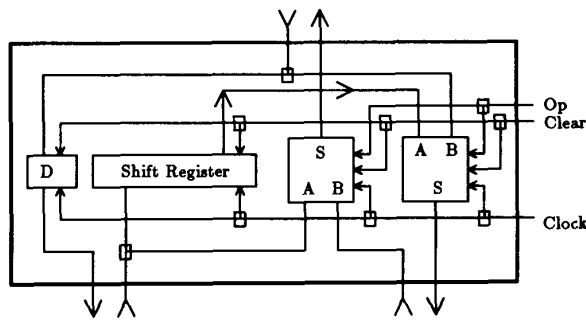 Op
Clear
S
A B
D
Shift Register
A B
S
Clock